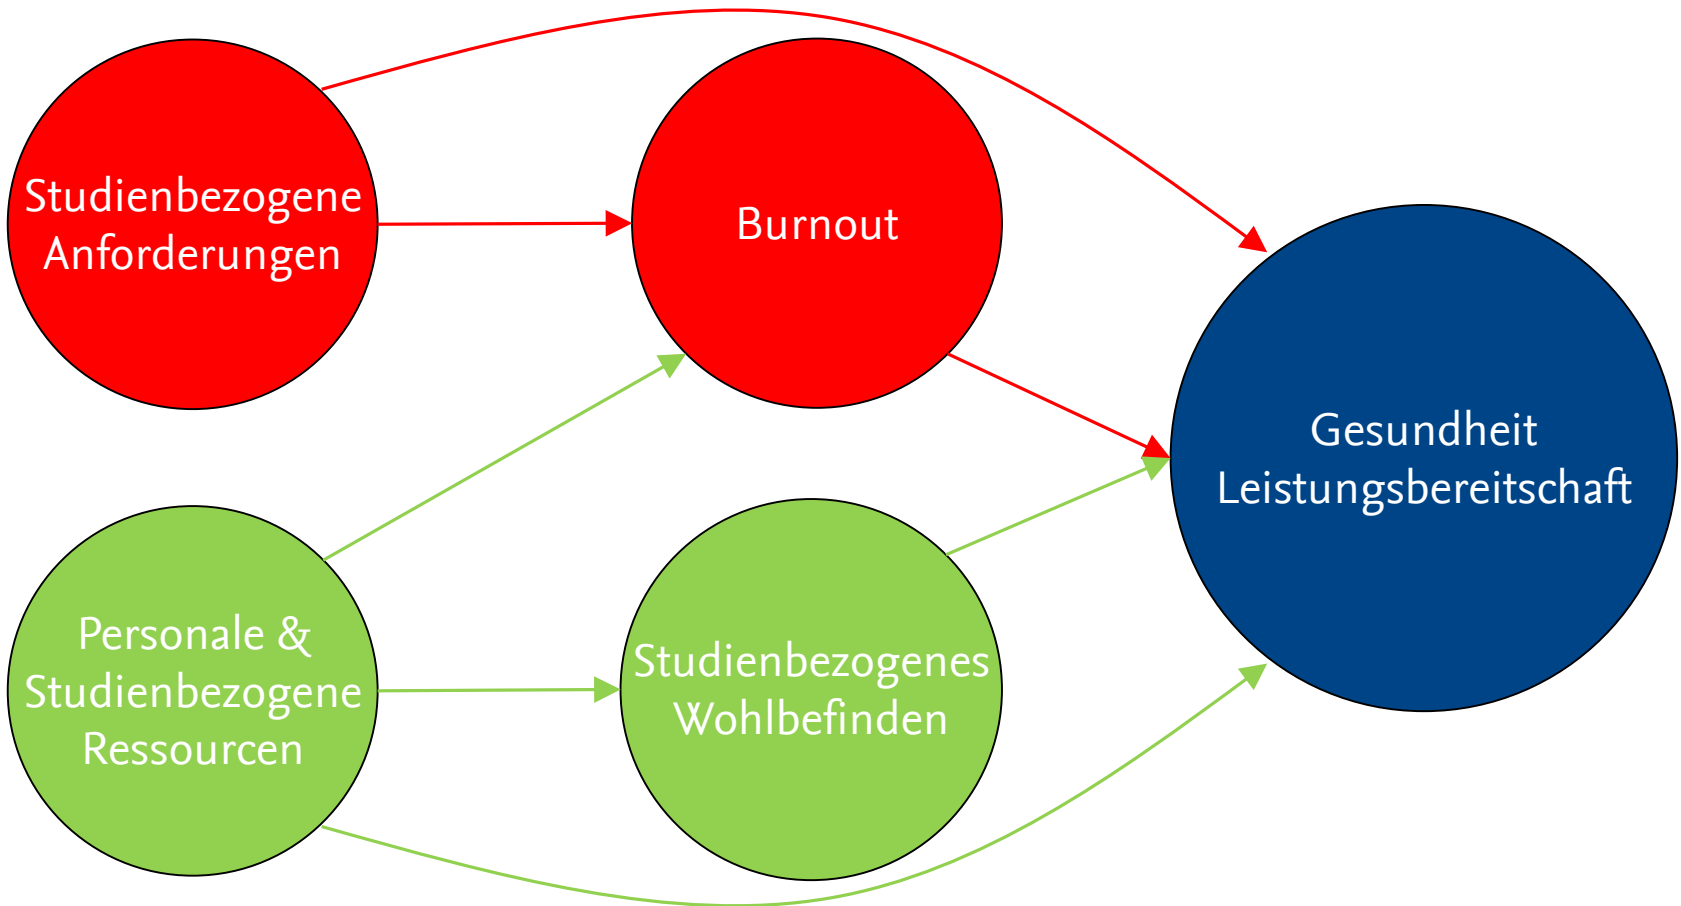 Studienbezogene
Anforderungen
Burnout
Gesundheit
Leistungsbereitschaft
Personale &
Studienbezogene
Ressourcen
Studienbezogenes
Wohlbefinden